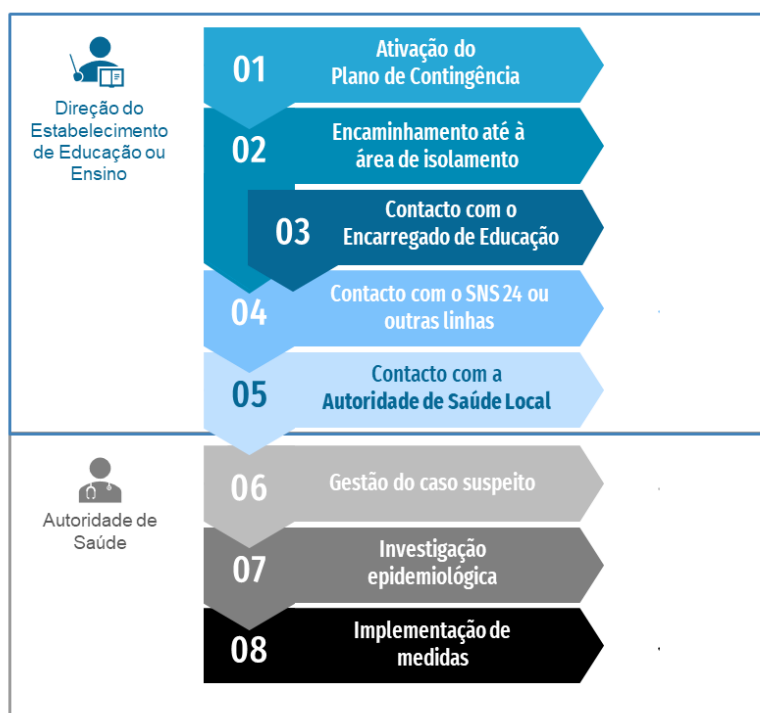 Direção do
Estabelecimento
de Educação ou
Ensino
01
Ativação do
Plano de Contingência
02
Encaminhamento até à
área de isolamento
03
Contacto com o
Encarregado de Educação
04
Contacto com o SNS 24 ou
outras linhas
05
Contacto com a
Autoridade de Saúde Local
Autoridade de
Saúde
06
Gestão do caso suspeito
07
Investigação
epidemiológica
08
Implementação de
medidas